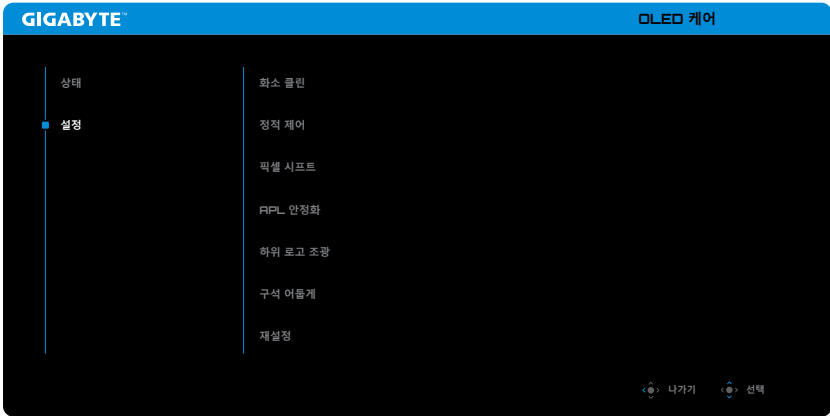 GIGABYTE™
OLED 케어
상태
설정
화소 클린
정적 제어
픽셀 시프트
APL 안정화
하위 로고 조광
구석 어둡게
재설정
나가기
선택